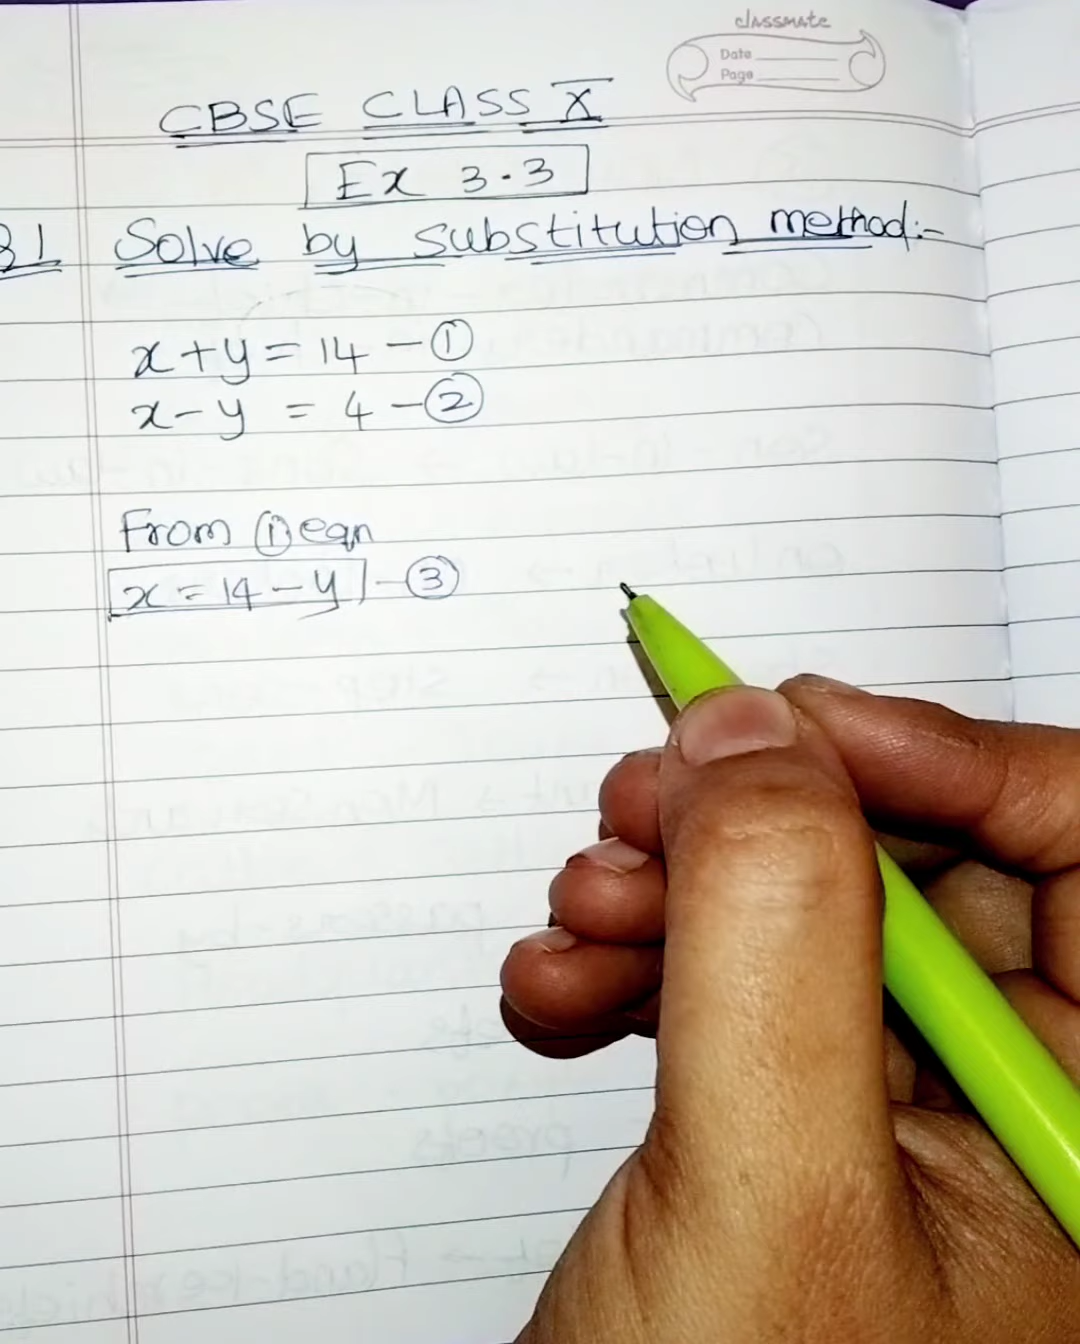 classmate
Date
Page
CBSE CLASS X
Ex 3.3
Solve by substitution method:-
x+y = 14 - ①
x-y = 4 - ②
From ① eqn
x = 14 - y - ③